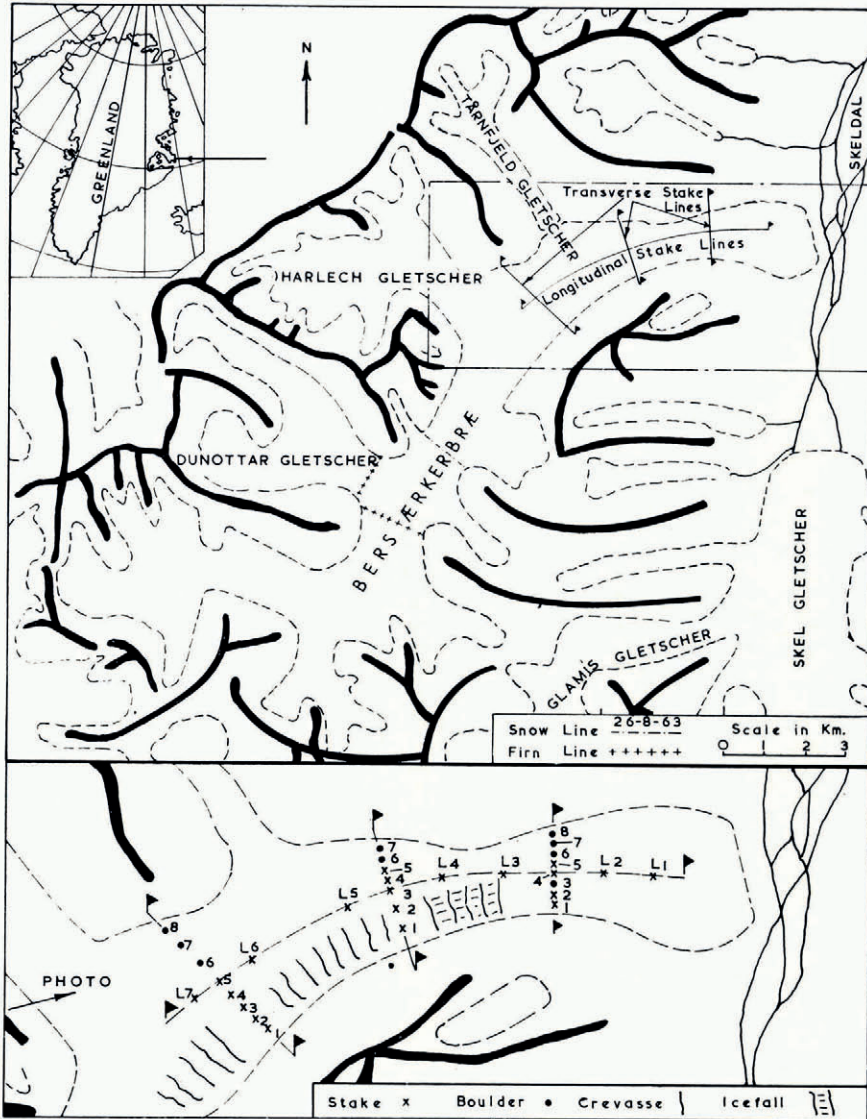 GREENLAND
N
TÅRNFJELD GLETSCHER
SKELDAL
Transverse Stake
Lines
Longitudinal Stake Lines
HARLECH GLETSCHER
DUNOTTAR GLETSCHER
BERSÆRKERBRÆ
SKEL GLETSCHER
GLAMIS GLETSCHER
Snow Line 26-8-63
Firn Line ++++++
Scale in Km.
0 1 2 3
8
7
6
5
4
3
2
1
L4
L3
L2
L1
7
6
5
4
3
2
1
L5
L6
8
7
6
5
4
3
2
1
L7
PHOTO
Stake x Boulder • Crevasse Icefall